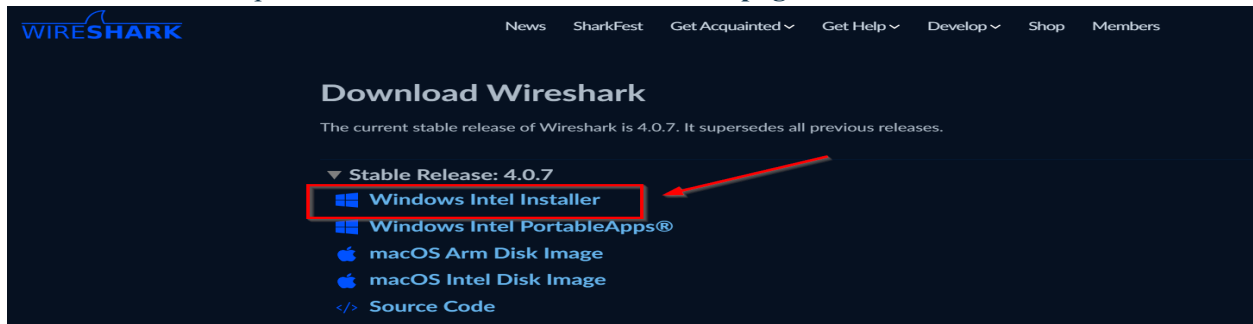 WIRESHARK
News SharkFest Get Acquainted Get Help Develop Shop Members
Download Wireshark
The current stable release of Wireshark is 4.0.7. It supersedes all previous releases.
Stable Release: 4.0.7
Windows Intel Installer
Windows Intel PortableApps®
macOS Arm Disk Image
macOS Intel Disk Image
</> Source Code